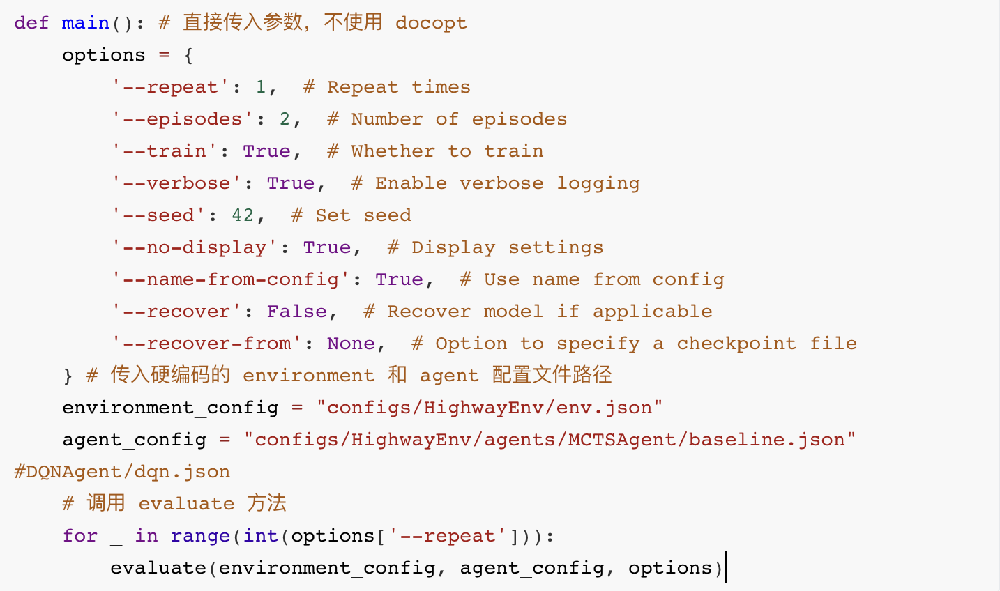 def main(): # 直接传入参数，不使用 docopt
    options = {
        '--repeat': 1,  # Repeat times
        '--episodes': 2,  # Number of episodes
        '--train': True,  # Whether to train
        '--verbose': True,  # Enable verbose logging
        '--seed': 42,  # Set seed
        '--no-display': True,  # Display settings
        '--name-from-config': True,  # Use name from config
        '--recover': False,  # Recover model if applicable
        '--recover-from': None,  # Option to specify a checkpoint file
    } # 传入硬编码的 environment 和 agent 配置文件路径
    environment_config = "configs/HighwayEnv/env.json"
    agent_config = "configs/HighwayEnv/agents/MCTSAgent/baseline.json"
#DQNAgent/dqn.json
    # 调用 evaluate 方法
    for _ in range(int(options['--repeat'])):
        evaluate(environment_config, agent_config, options)